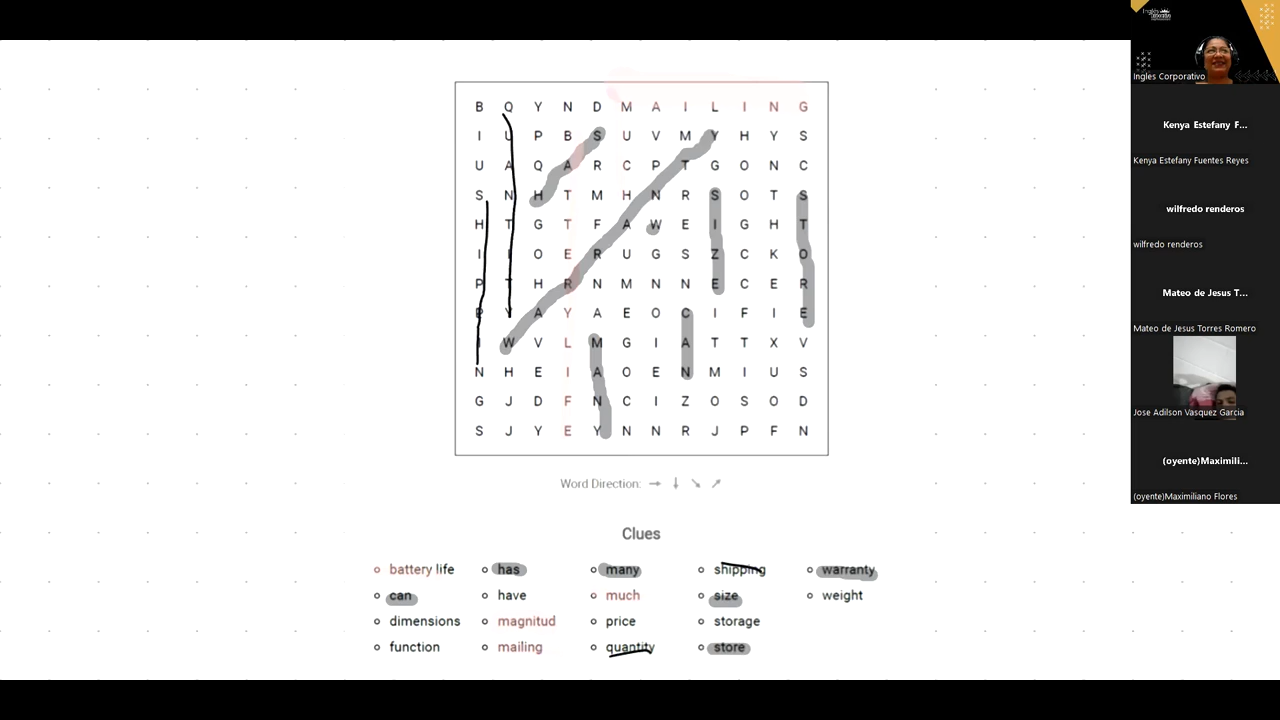 Inglés Corporativo
Ingles Corporativo
B Q Y N D M A I L I N G
I U P B S U V M Y H Y S
U A Q A R C P T G O N C
S N H T M H N R S O T S
H T G T F A W E I G H T
I I O E R U G S Z C K O
P T H R N M N N E C E R
P Y A Y A E O C I F I E
I W V L M G I A T T X V
N H E I A O E N M I U S
G J D F N C I Z O S O D
S J Y E Y N N R J P F N
Word Direction:
Clues
battery life has many shipping warranty
can have much size weight
dimensions magnitud price storage
function mailing quantity store
Kenya Estefany F...
Kenya Estefany Fuentes Reyes
wilfredo renderos
wilfredo renderos
Mateo de Jesus T...
Mateo de Jesus Torres Romero
Jose Adilson Vasquez Garcia
(oyente)Maximili...
(oyente)Maximiliano Flores